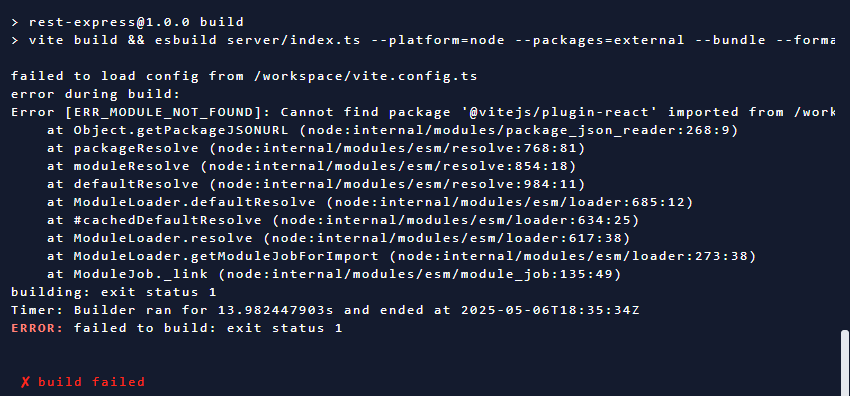 > rest-express@1.0.0 build
> vite build && esbuild server/index.ts --platform=node --packages=external --bundle --forma
failed to load config from /workspace/vite.config.ts
error during build:
Error [ERR_MODULE_NOT_FOUND]: Cannot find package '@vitejs/plugin-react' imported from /work
at Object.getPackageJSONURL (node:internal/modules/package_json_reader:268:9)
at packageResolve (node:internal/modules/esm/resolve:768:81)
at moduleResolve (node:internal/modules/esm/resolve:854:18)
at defaultResolve (node:internal/modules/esm/resolve:984:11)
at ModuleLoader.defaultResolve (node:internal/modules/esm/loader:685:12)
at #cachedDefaultResolve (node:internal/modules/esm/loader:634:25)
at ModuleLoader.resolve (node:internal/modules/esm/loader:617:38)
at ModuleLoader.getModuleJobForImport (node:internal/modules/esm/loader:273:38)
at ModuleJob._link (node:internal/modules/esm/module_job:135:49)
building: exit status 1
Timer: Builder ran for 13.982447903s and ended at 2025-05-06T18:35:34Z
ERROR: failed to build: exit status 1
✗ build failed